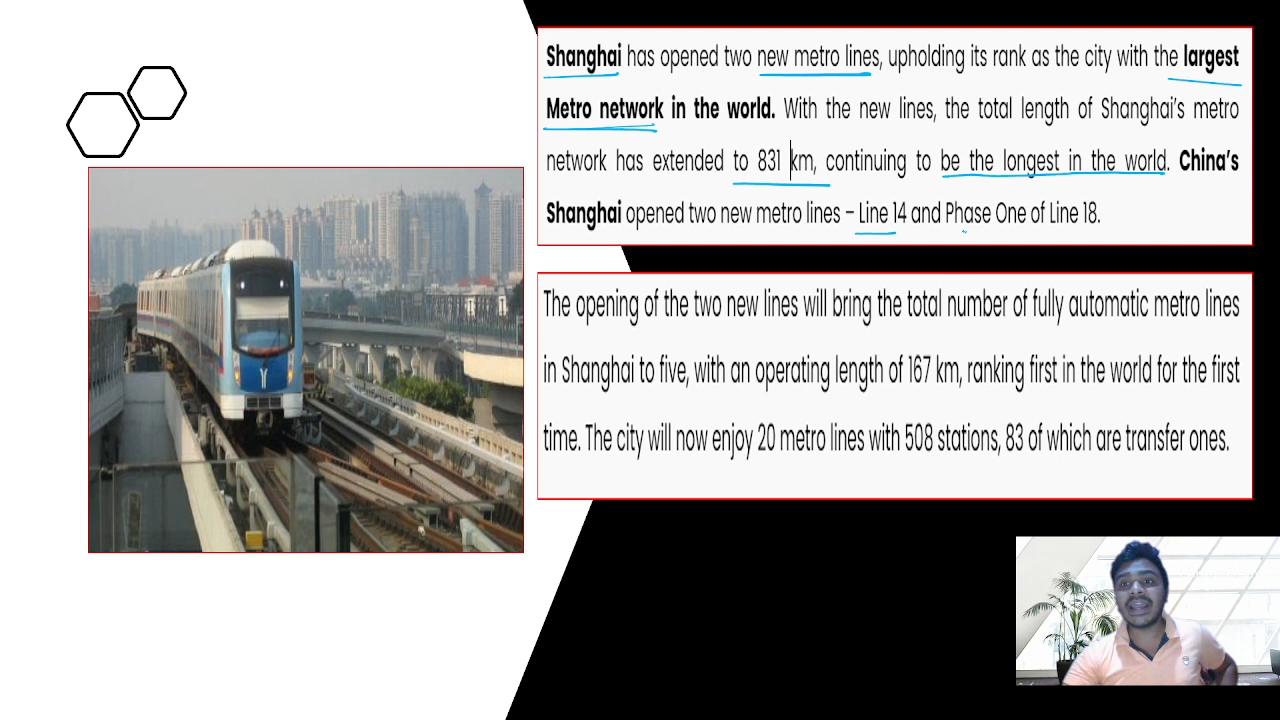 Shanghai has opened two new metro lines, upholding its rank as the city with the largest
Metro network in the world. With the new lines, the total length of Shanghai's metro
network has extended to 831 km, continuing to be the longest in the world. China's
Shanghai opened two new metro lines – Line 14 and Phase One of Line 18.
The opening of the two new lines will bring the total number of fully automatic metro lines
in Shanghai to five, with an operating length of 167 km, ranking first in the world for the first
time. The city will now enjoy 20 metro lines with 508 stations, 83 of which are transfer ones.